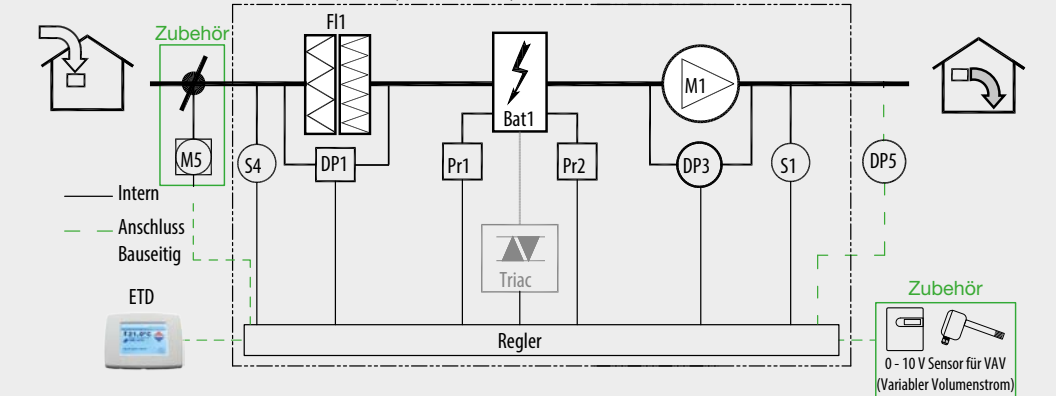 Zubehör
FI1
M1
Bat1
M5
S4
DP1
Pr1
Pr2
DP3
S1
DP5
Intern
Anschluss
Bauseitig
Triac
ETD
Zubehör
Regler
0 - 10 V Sensor für VAV
(Variabler Volumenstrom)